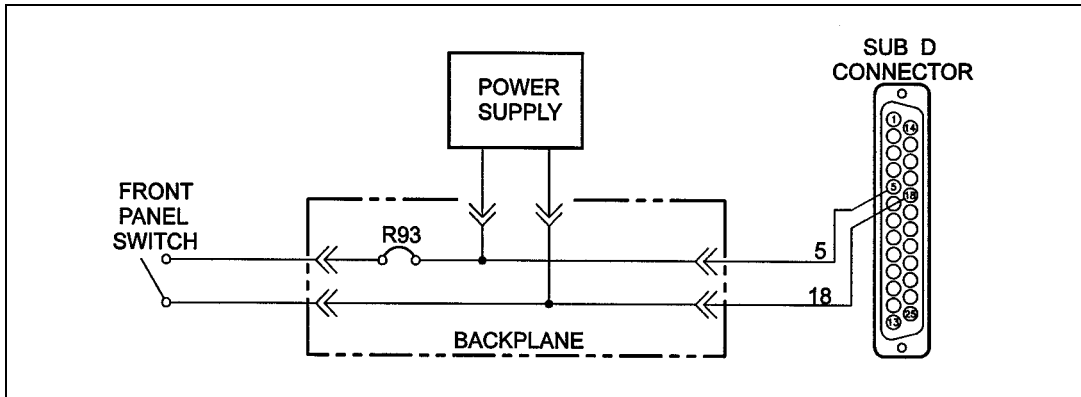 SUB D
CONNECTOR
POWER
SUPPLY
1
14
5
18
FRONT
PANEL
SWITCH
R93
5
18
BACKPLANE
25
13